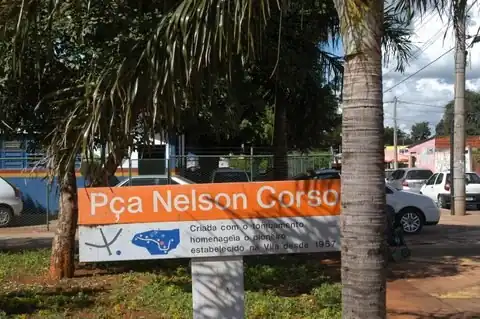 Pça Nelson Corso
Criada com o tombamento
homenageia o pioneiro
estabelecido na Vila desde 1957